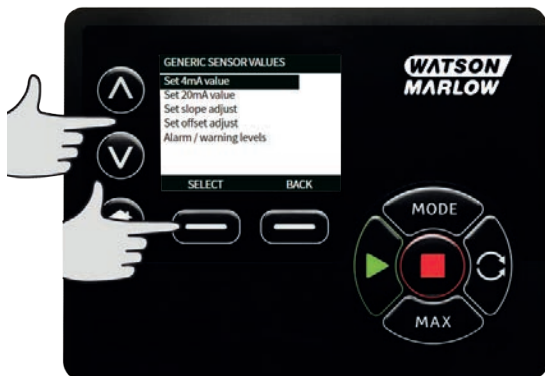 GENERIC SENSOR VALUES
Set 4mA value
Set 20mA value
Set slope adjust
Set offset adjust
Alarm / warning levels
SELECT BACK
WATSON
MARLOW
MODE
MAX